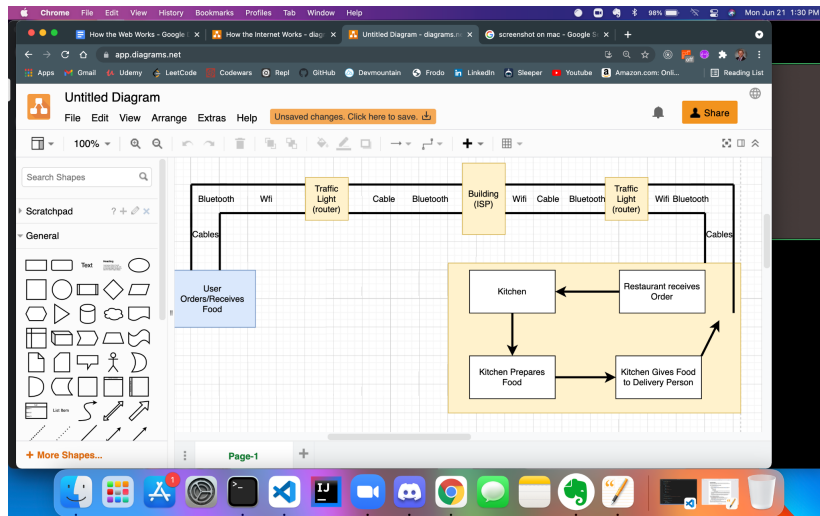 Chrome File Edit View History Bookmarks Profiles Tab Window Help 98% Mon Jun 21 1:30 PM
How the Web Works - Google
How the Internet Works - diag
Untitled Diagram - diagrams.n
screenshot on mac - Google S
app.diagrams.net
Apps Gmail Udemy LeetCode Codewars Repl GitHub Devmountain Frodo LinkedIn Sleeper Youtube Amazon.com: Onli... Reading List
Untitled Diagram
File Edit View Arrange Extras Help Unsaved changes. Click here to save.
Share
100%
Search Shapes
Scratchpad
General
Text
List Item
+ More Shapes...
Bluetooth Wfi
Traffic
Light
(router)
Cable Bluetooth
Building
(ISP)
Wifi Cable Bluetooth
Traffic
Light
(router)
Wifi Bluetooth
Cables
Cables
User
Orders/Receives
Food
Kitchen
Restaurant receives
Order
Kitchen Prepares
Food
Kitchen Gives Food
to Delivery Person
Page-1
1
IJ